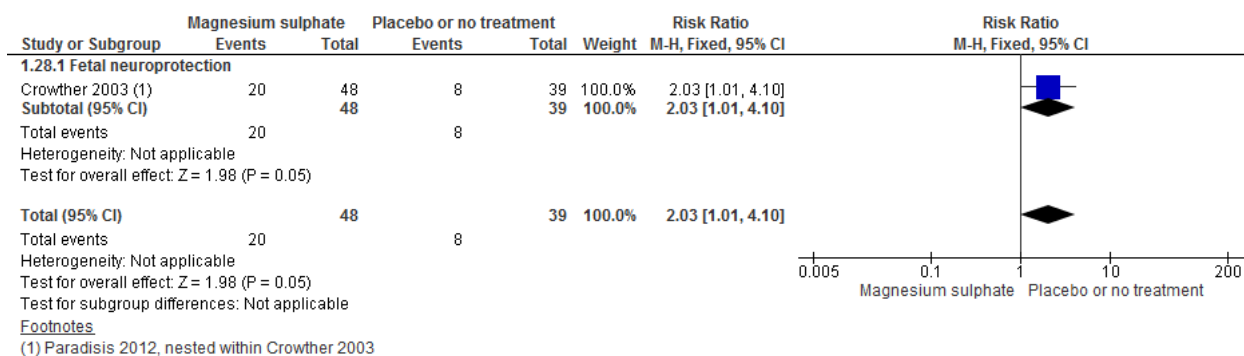 Magnesium sulphate Placebo or no treatment Risk Ratio Risk Ratio
Study or Subgroup Events Total Events Total Weight M-H, Fixed, 95% CI M-H, Fixed, 95% CI
1.28.1 Fetal neuroprotection
Crowther 2003 (1) 20 48 8 39 100.0% 2.03 [1.01, 4.10]
Subtotal (95% CI) 48 39 100.0% 2.03 [1.01, 4.10]
Total events 20 8
Heterogeneity: Not applicable
Test for overall effect: Z = 1.98 (P = 0.05)
Total (95% CI) 48 39 100.0% 2.03 [1.01, 4.10]
Total events 20 8
Heterogeneity: Not applicable
Test for overall effect: Z = 1.98 (P = 0.05)
Test for subgroup differences: Not applicable
0.005 0.1 1 10 200
Magnesium sulphate Placebo or no treatment
Footnotes
(1) Paradisis 2012, nested within Crowther 2003